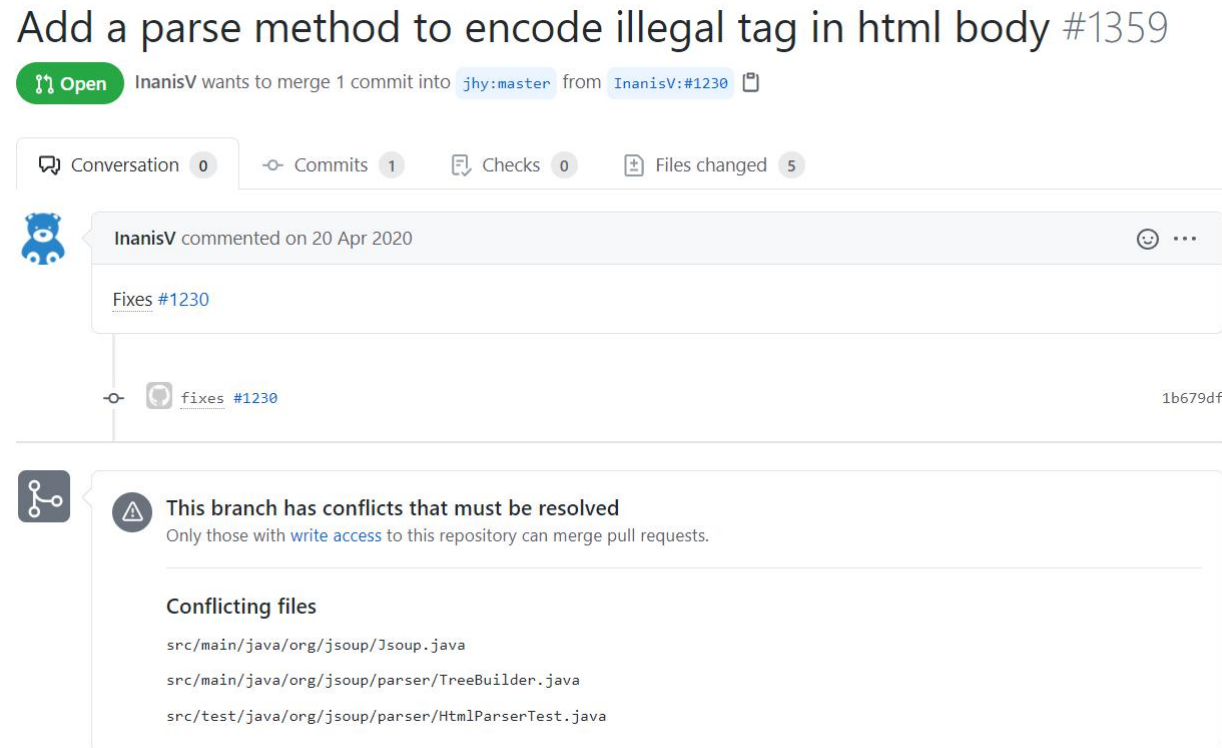 Add a parse method to encode illegal tag in html body #1359
Open InanisV wants to merge 1 commit into jhy:master from InanisV:#1230
Conversation 0 Commits 1 Checks 0 Files changed 5
InanisV commented on 20 Apr 2020
Fixes #1230
fixes #1230 1b679df
This branch has conflicts that must be resolved
Only those with write access to this repository can merge pull requests.
Conflicting files
src/main/java/org/jsoup/Jsoup.java
src/main/java/org/jsoup/parser/TreeBuilder.java
src/test/java/org/jsoup/parser/HtmlParserTest.java